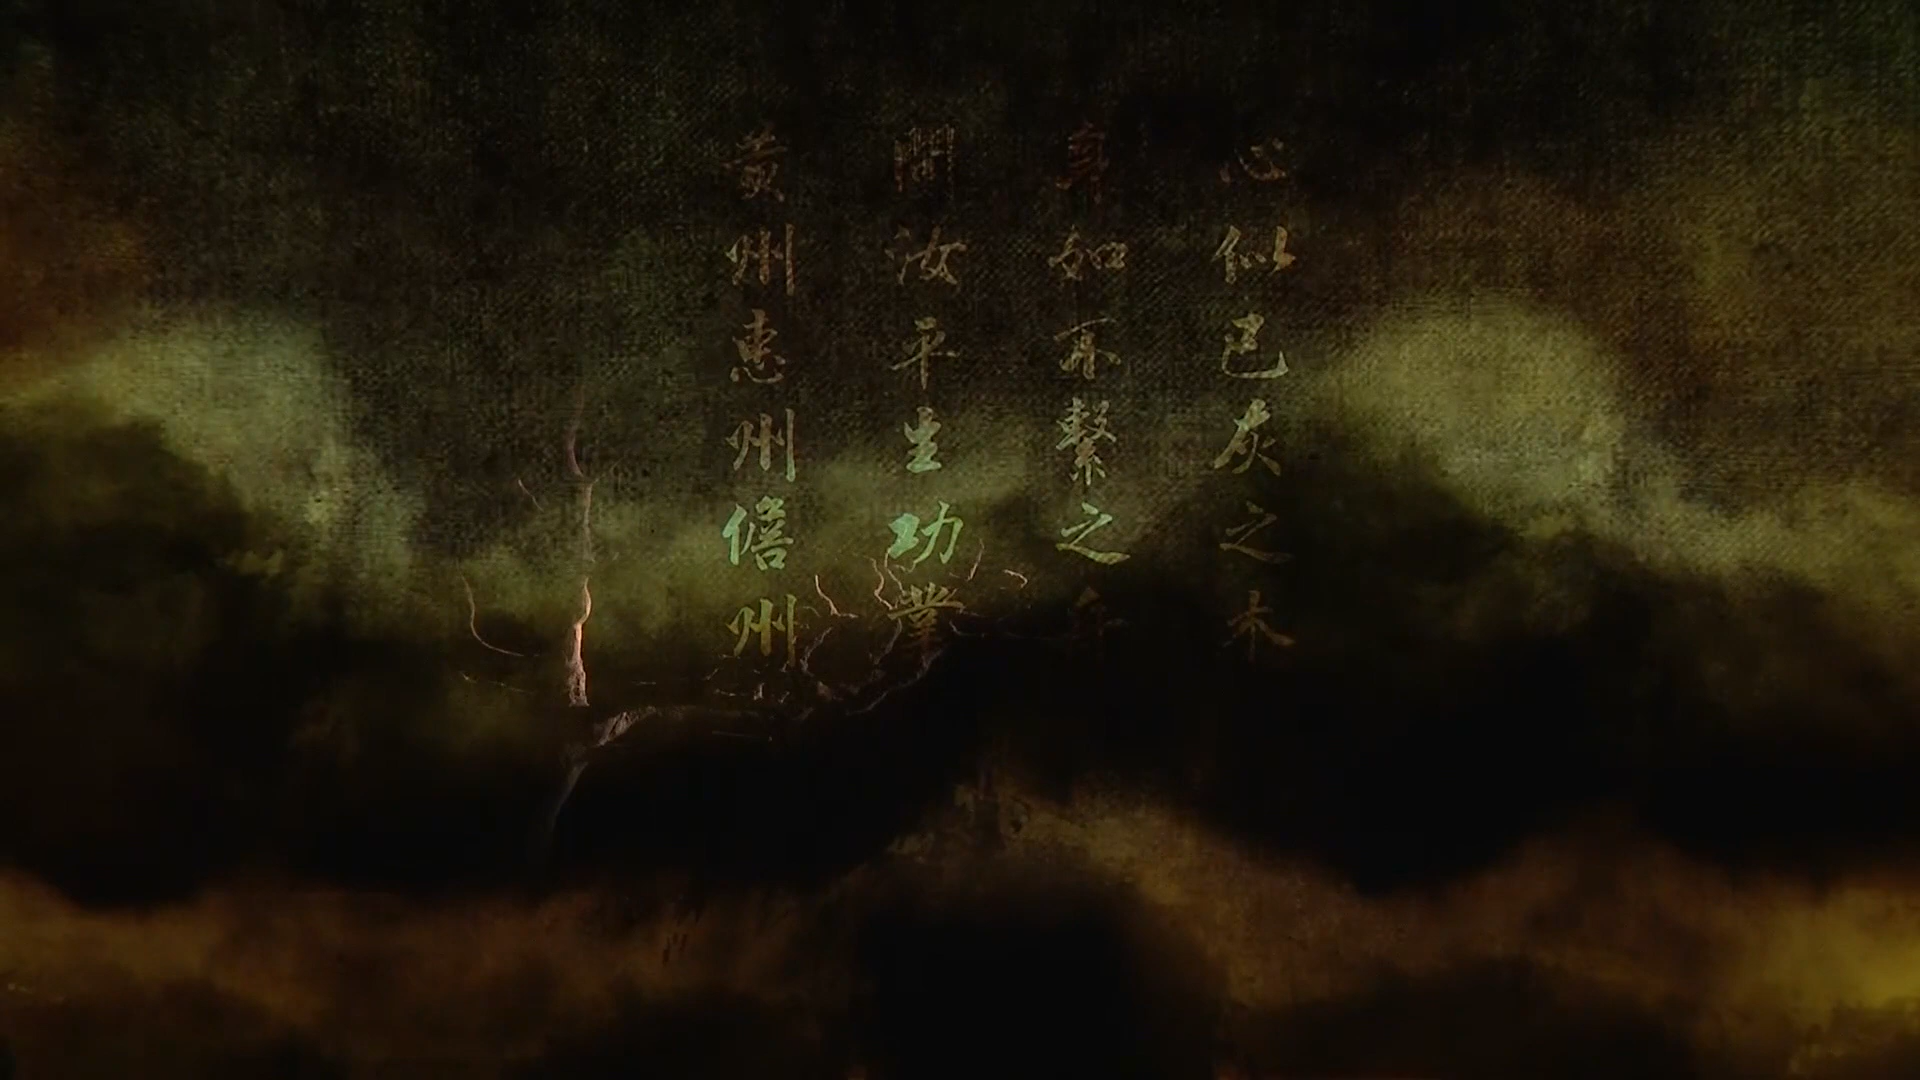 心似已灰之木
身如不繫之舟
問汝平生功業
黃州惠州儋州